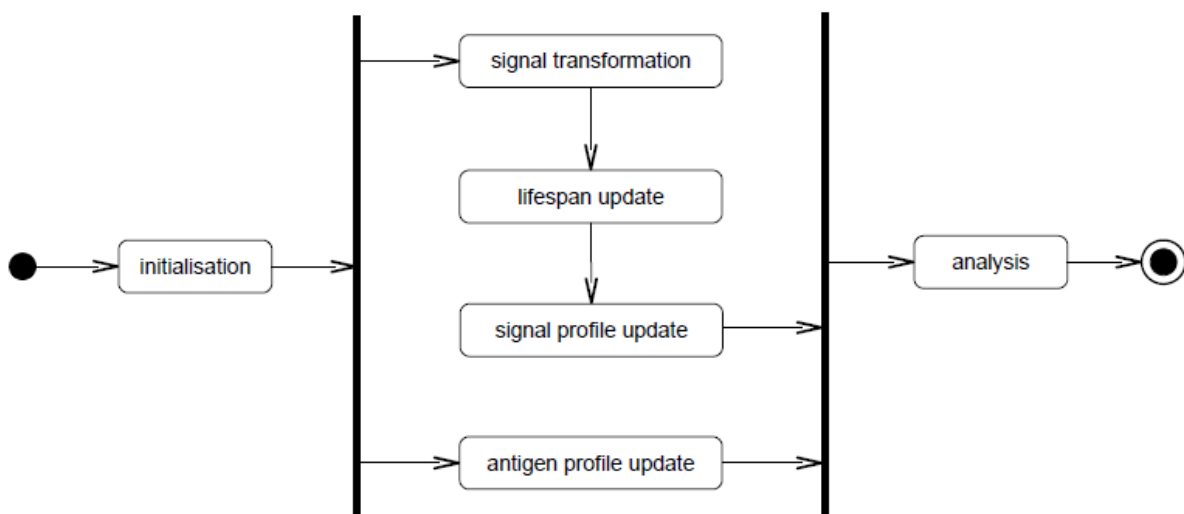 signal transformation
lifespan update
initialisation
analysis
signal profile update
antigen profile update